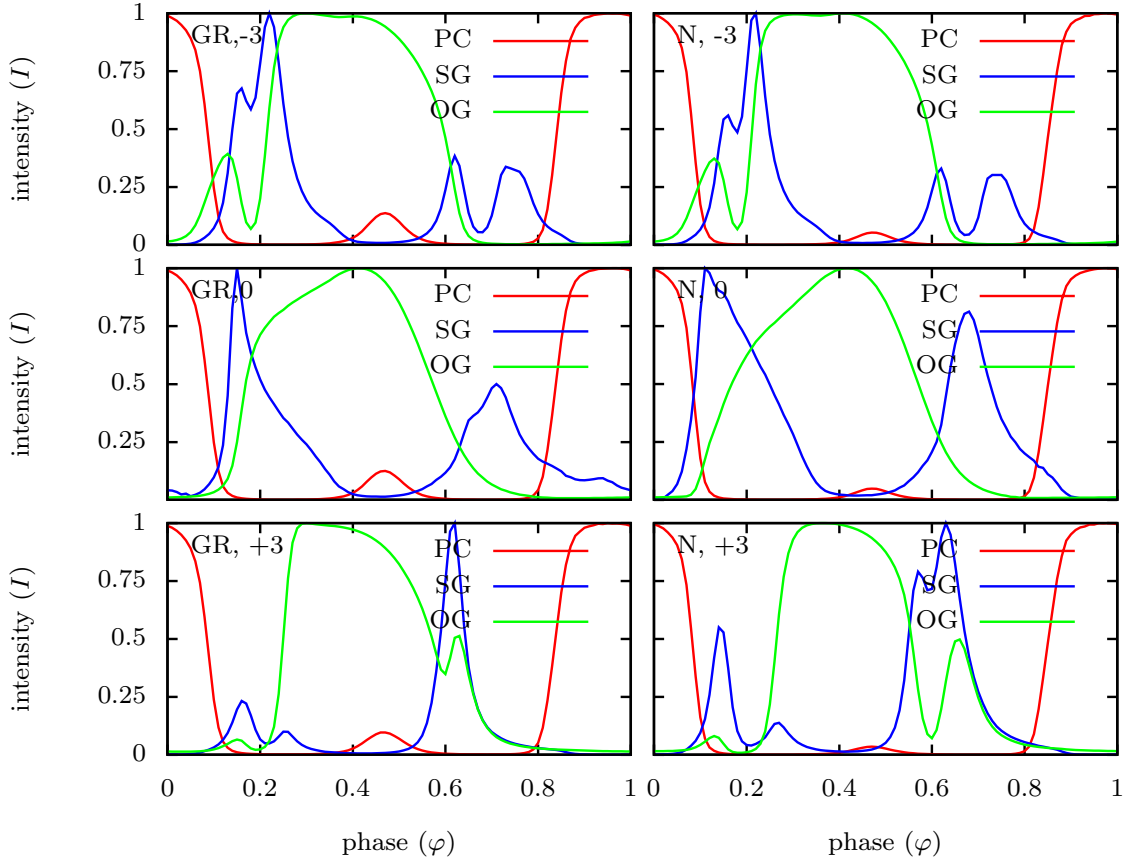 1
0.75
0.5
0.25
0
intensity (I)
GR,-3
PC
SG
OG
N, -3
PC
SG
OG
1
0.75
0.5
0.25
intensity (I)
GR,0
PC
SG
OG
N, 0
PC
SG
OG
1
0.75
0.5
0.25
0
intensity (I)
GR, +3
PC
SG
OG
N, +3
PC
SG
OG
0 0.2 0.4 0.6 0.8 1
0 0.2 0.4 0.6 0.8 1
phase (φ)
phase (φ)